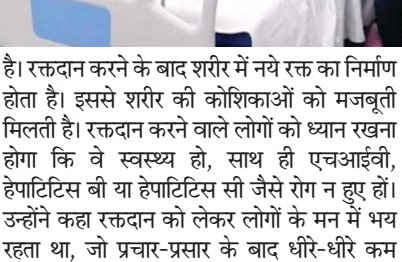 है। रक्तदान करने के बाद शरीर में नये रक्त का निर्माण
होता है। इससे शरीर की कोशिकाओं को मजबूती
मिलती है। रक्तदान करने वाले लोगों को ध्यान रखना
होगा कि वे स्वस्थ्य हो, साथ ही एचआईवी,
हेपाटिटिस बी या हेपाटिटिस सी जैसे रोग न हुए हों।
उन्होंने कहा रक्तदान को लेकर लोगों के मन में भय
रहता था, जो प्रचार-प्रसार के बाद धीरे-धीरे कम